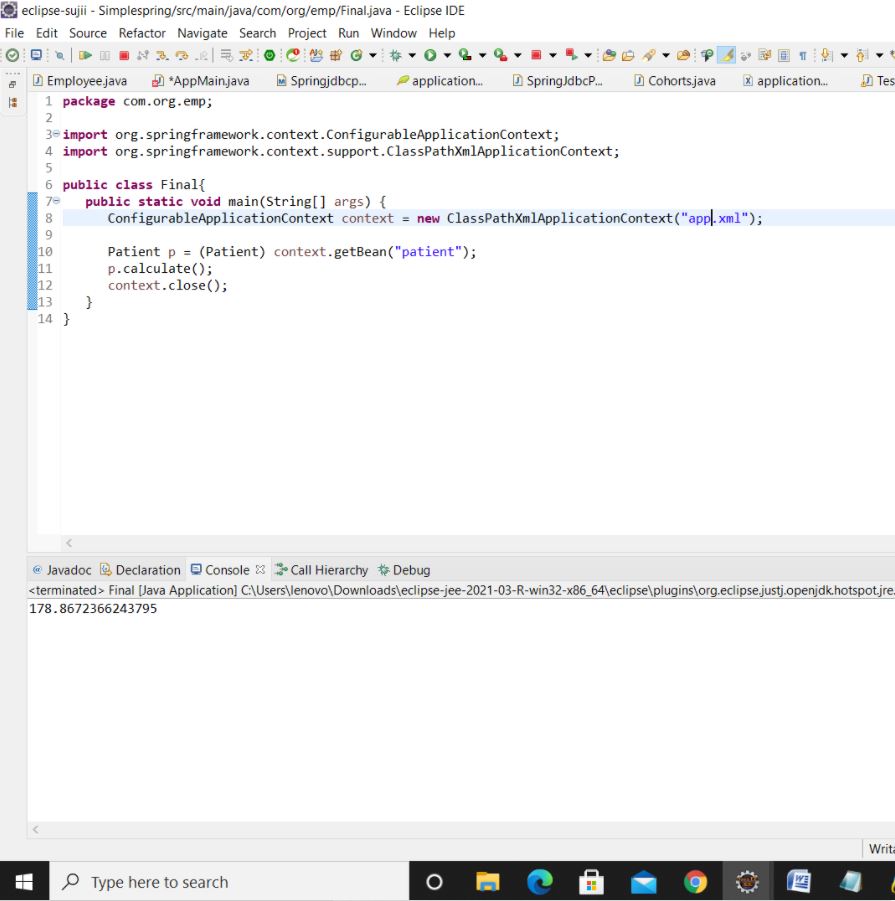 eclipse-sujii - Simplespring/src/main/java/com/org/emp/Final.java - Eclipse IDE
File Edit Source Refactor Navigate Search Project Run Window Help
Employee.java *AppMain.java Springjdbcp... application... SpringJdbcP... Cohorts.java application... Tes
1 package com.org.emp;
2
3 import org.springframework.context.ConfigurableApplicationContext;
4 import org.springframework.context.support.ClassPathXmlApplicationContext;
5
6 public class Final{
7 public static void main(String[] args) {
8 ConfigurableApplicationContext context = new ClassPathXmlApplicationContext("app.xml");
9
10 Patient p = (Patient) context.getBean("patient");
11 p.calculate();
12 context.close();
13 }
14 }
Javadoc Declaration Console Call Hierarchy Debug
<terminated> Final [Java Application] C:\Users\lenovo\Downloads\eclipse-jee-2021-03-R-win32-x86_64\eclipse\plugins\org.eclipse.justj.openjdk.hotspot.jre.
178.8672366243795
Writa
Type here to search